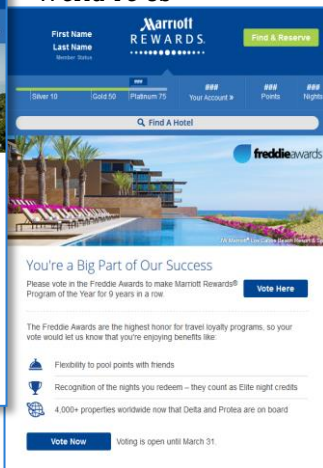 First Name
Last Name
Member Status
Marriott
REWARDS.
Find & Reserve
###
Silver 10
Gold 50
Platinum 75
###
Your Account »
###
Points
###
Nights
Find A Hotel
freddieawards
You're a Big Part of Our Success
Please vote in the Freddie Awards to make Marriott Rewards®
Program of the Year for 9 years in a row.
Vote Here
The Freddie Awards are the highest honor for travel loyalty programs, so your
vote would let us know that you're enjoying benefits like:
Flexibility to pool points with friends
Recognition of the nights you redeem – they count as Elite night credits
4,000+ properties worldwide now that Delta and Protea are on board
Vote Now
Voting is open until March 31.